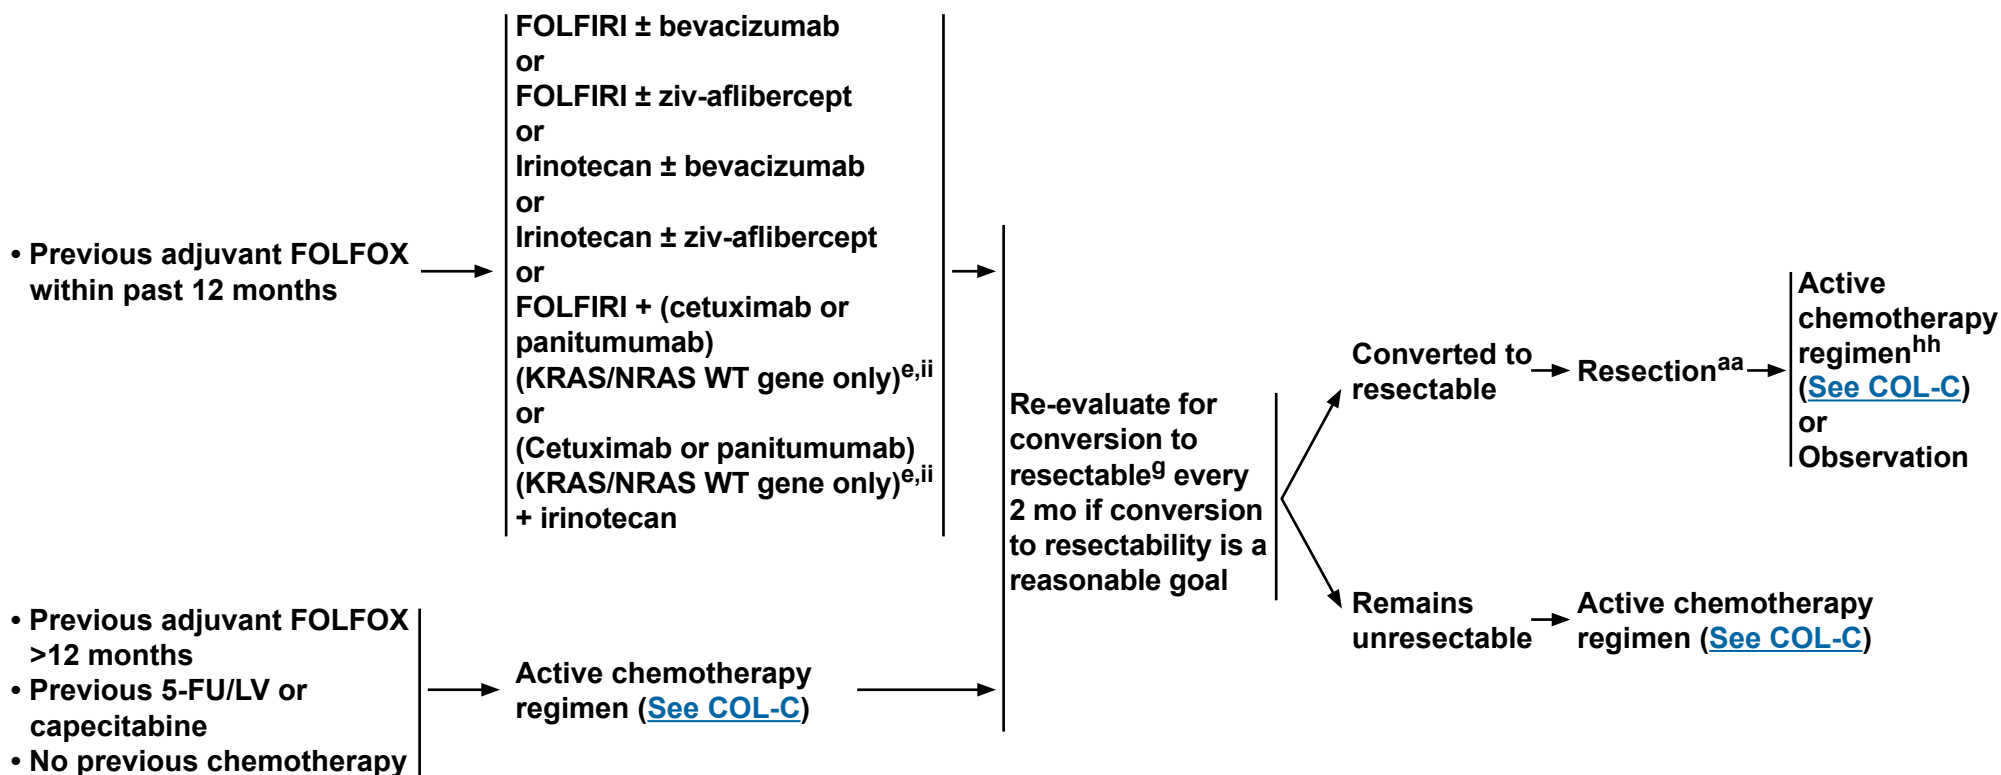 • Previous adjuvant FOLFOX
within past 12 months
FOLFIRI ± bevacizumab
or
FOLFIRI ± ziv-aflibercept
or
Irinotecan ± bevacizumab
or
Irinotecan ± ziv-aflibercept
or
FOLFIRI + (cetuximab or
panitumumab)
(KRAS/NRAS WT gene only)e,ii
or
(Cetuximab or panitumumab)
(KRAS/NRAS WT gene only)e,ii
+ irinotecan
• Previous adjuvant FOLFOX
>12 months
• Previous 5-FU/LV or
capecitabine
• No previous chemotherapy
Active chemotherapy
regimen (See COL-C)
Re-evaluate for
conversion to
resectableg every
2 mo if conversion
to resectability is a
reasonable goal
Converted to
resectable
Resectionaa
Active
chemotherapy
regimenhh
(See COL-C)
or
Observation
Remains
unresectable
Active chemotherapy
regimen (See COL-C)